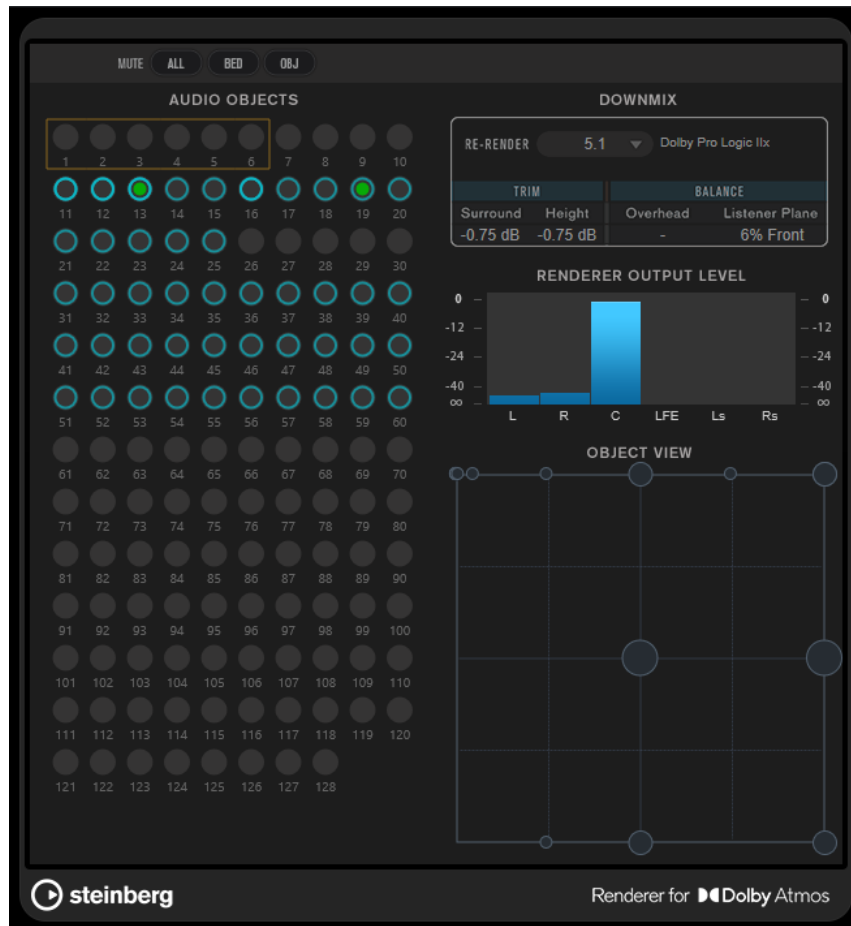 MUTE ALL BED OBJ
AUDIO OBJECTS
1 2 3 4 5 6 7 8 9 10
11 12 13 14 15 16 17 18 19 20
21 22 23 24 25 26 27 28 29 30
31 32 33 34 35 36 37 38 39 40
41 42 43 44 45 46 47 48 49 50
51 52 53 54 55 56 57 58 59 60
61 62 63 64 65 66 67 68 69 70
71 72 73 74 75 76 77 78 79 80
81 82 83 84 85 86 87 88 89 90
91 92 93 94 95 96 97 98 99 100
101 102 103 104 105 106 107 108 109 110
111 112 113 114 115 116 117 118 119 120
121 122 123 124 125 126 127 128
DOWNMIX
RE-RENDER 5.1 Dolby Pro Logic IIx
TRIM BALANCE
Surround Height Overhead Listener Plane
-0.75 dB -0.75 dB - 6% Front
RENDERER OUTPUT LEVEL
0 0
-12 -12
-24 -24
-40 -40
∞ ∞
L R C LFE Ls Rs
OBJECT VIEW
steinberg
Renderer for Dolby Atmos